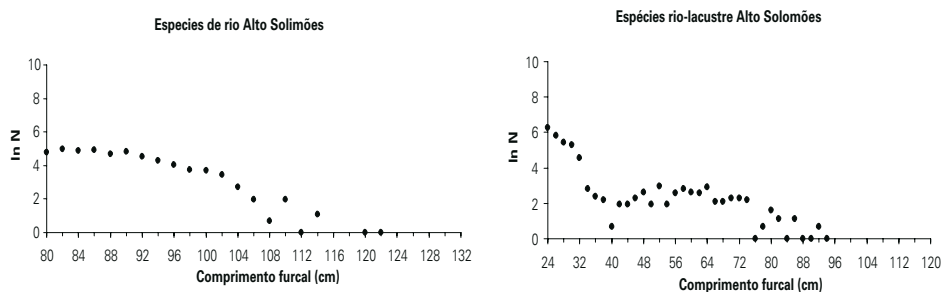 Especies de rio Alto Solimões
10
8
6
4
2
0
ln N
80 84 88 92 96 100 104 108 112 116 120 124 128 132
Comprimento furcal (cm)
Espécies rio-lacustre Alto Solomões
10
8
6
4
2
0
ln N
24 32 40 48 56 64 72 80 88 96 104 112 120
Comprimento furcal (cm)